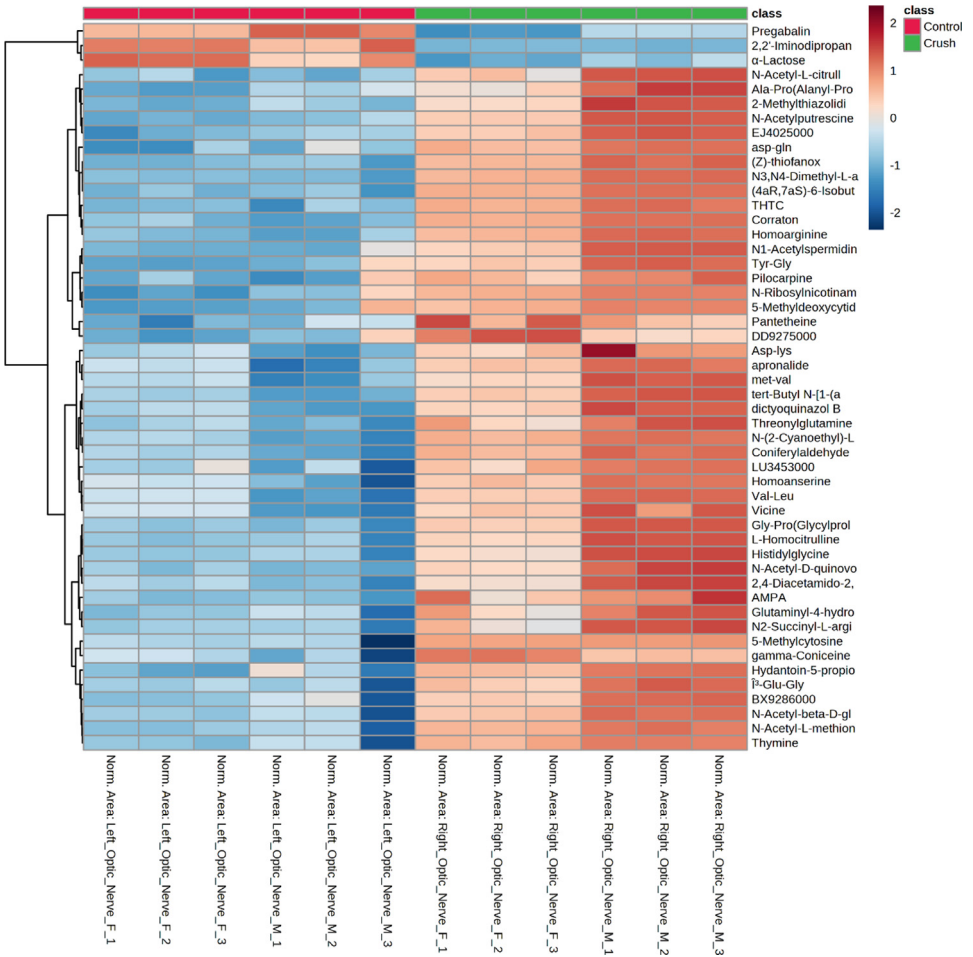 class
Pregabalin
2,2'-Iminodipropan
α-Lactose
N-Acetyl-L-citrull
Ala-Pro(Alanyl-Pro
2-Methylthiazolidi
N-Acetylputrescine
EJ4025000
asp-gln
(Z)-thiofanox
N3,N4-Dimethyl-L-a
(4aR,7aS)-6-Isobut
THTC
Corraton
Homoarginine
N1-Acetylspermidin
Tyr-Gly
Pilocarpine
N-Ribosylnicotinam
5-Methyldeoxycytid
Pantetheine
DD9275000
Asp-lys
apronalide
met-val
tert-Butyl N-[1-(a
dictyoquinazol B
Threonylglutamine
N-(2-Cyanoethyl)-L
Coniferylaldehyde
LU3453000
Homoanserine
Val-Leu
Vicine
Gly-Pro(Glycylprol
L-Homocitrulline
Histidylglycine
N-Acetyl-D-quinovo
2,4-Diacetamido-2,
AMPA
Glutaminyl-4-hydro
N2-Succinyl-L-argi
5-Methylcytosine
gamma-Coniceine
Hydantoin-5-propio
Î³-Glu-Gly
BX9286000
N-Acetyl-beta-D-gl
N-Acetyl-L-methion
Thymine
2
1
0
-1
-2
class
Control
Crush
Norm. Area: Left_Optic_Nerve_F_1
Norm. Area: Left_Optic_Nerve_F_2
Norm. Area: Left_Optic_Nerve_F_3
Norm. Area: Left_Optic_Nerve_M_1
Norm. Area: Left_Optic_Nerve_M_2
Norm. Area: Left_Optic_Nerve_M_3
Norm. Area: Right_Optic_Nerve_F_1
Norm. Area: Right_Optic_Nerve_F_2
Norm. Area: Right_Optic_Nerve_F_3
Norm. Area: Right_Optic_Nerve_M_1
Norm. Area: Right_Optic_Nerve_M_2
Norm. Area: Right_Optic_Nerve_M_3